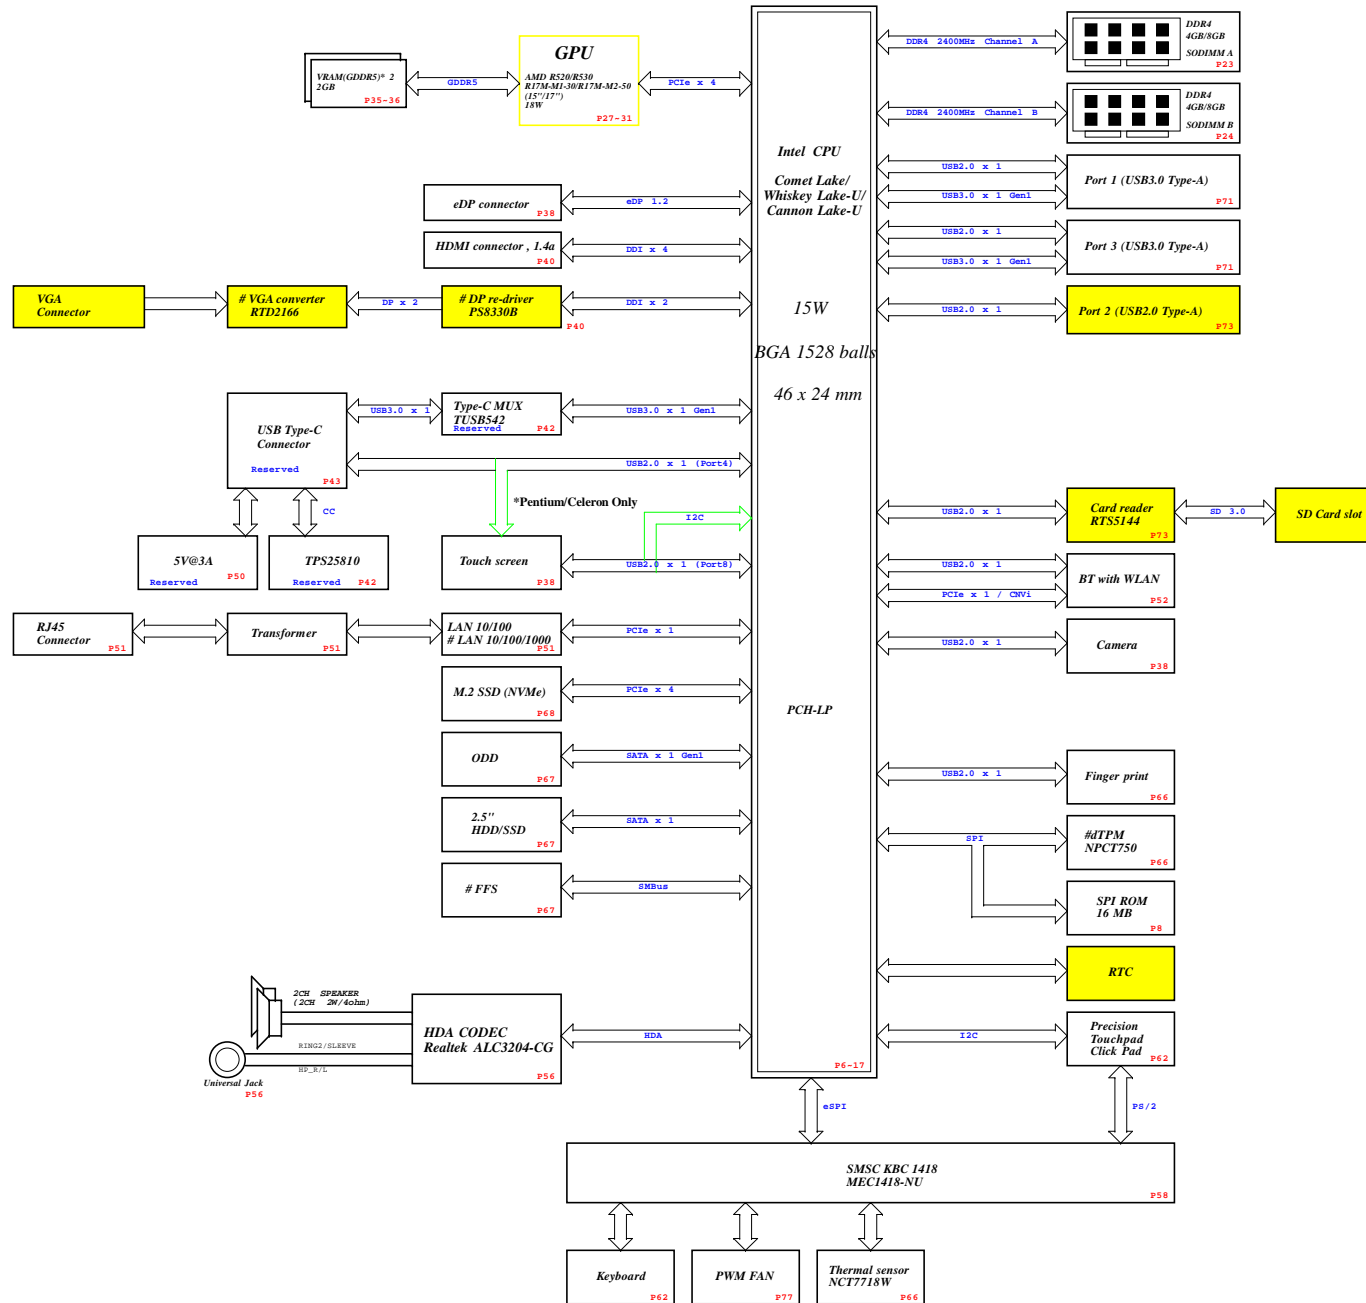 VRAM(GDDR5)* 2
2GB
P35-36
GDDR5
GPU
AMD R520/R530
R17M-M1-30/R17M-M2-50
(15"/17")
18W
P27-31
PCIe x 4
DDR4 2400MHz Channel A
DDR4
4GB/8GB
SODIMM A
P23
DDR4 2400MHz Channel B
DDR4
4GB/8GB
SODIMM B
P24
Intel CPU
Comet Lake/
Whiskey Lake-U/
Cannon Lake-U
15W
BGA 1528 balls
46 x 24 mm
PCH-LP
P6-17
eDP connector
P38
eDP 1.2
HDMI connector , 1.4a
P40
DDI x 4
VGA
Connector
# VGA converter
RTD2166
DP x 2
# DP re-driver
PS8330B
P40
DDI x 2
USB2.0 x 1
USB3.0 x 1 Gen1
Port 1 (USB3.0 Type-A)
P71
USB2.0 x 1
USB3.0 x 1 Gen1
Port 3 (USB3.0 Type-A)
P71
USB2.0 x 1
Port 2 (USB2.0 Type-A)
P73
USB Type-C
Connector
Reserved
P43
USB3.0 x 1
Type-C MUX
TUSB542
Reserved
P42
USB3.0 x 1 Gen1
USB2.0 x 1 (Port4)
*Pentium/Celeron Only
CC
I2C
5V@3A
Reserved
P50
TPS25810
Reserved
P42
Touch screen
P38
USB2.0 x 1 (Port8)
USB2.0 x 1
Card reader
RTS5144
P73
SD 3.0
SD Card slot
USB2.0 x 1
PCIe x 1 / CNVi
BT with WLAN
P52
RJ45
Connector
P51
Transformer
P51
LAN 10/100
# LAN 10/100/1000
P51
PCIe x 1
USB2.0 x 1
Camera
P38
M.2 SSD (NVMe)
P68
PCIe x 4
ODD
P67
SATA x 1 Gen1
USB2.0 x 1
Finger print
P66
2.5"
HDD/SSD
P67
SATA x 1
SPI
#dTPM
NPCT750
P66
# FFS
P67
SMBus
SPI ROM
16 MB
P8
RTC
2CH SPEAKER
(2CH 2W/4ohm)
RING2/SLEEVE
HP_R/L
Universal Jack
P56
HDA CODEC
Realtek ALC3204-CG
P56
HDA
I2C
Precision
Touchpad
Click Pad
P62
eSPI
PS/2
SMSC KBC 1418
MEC1418-NU
P58
Keyboard
P62
PWM FAN
P77
Thermal sensor
NCT7718W
P66